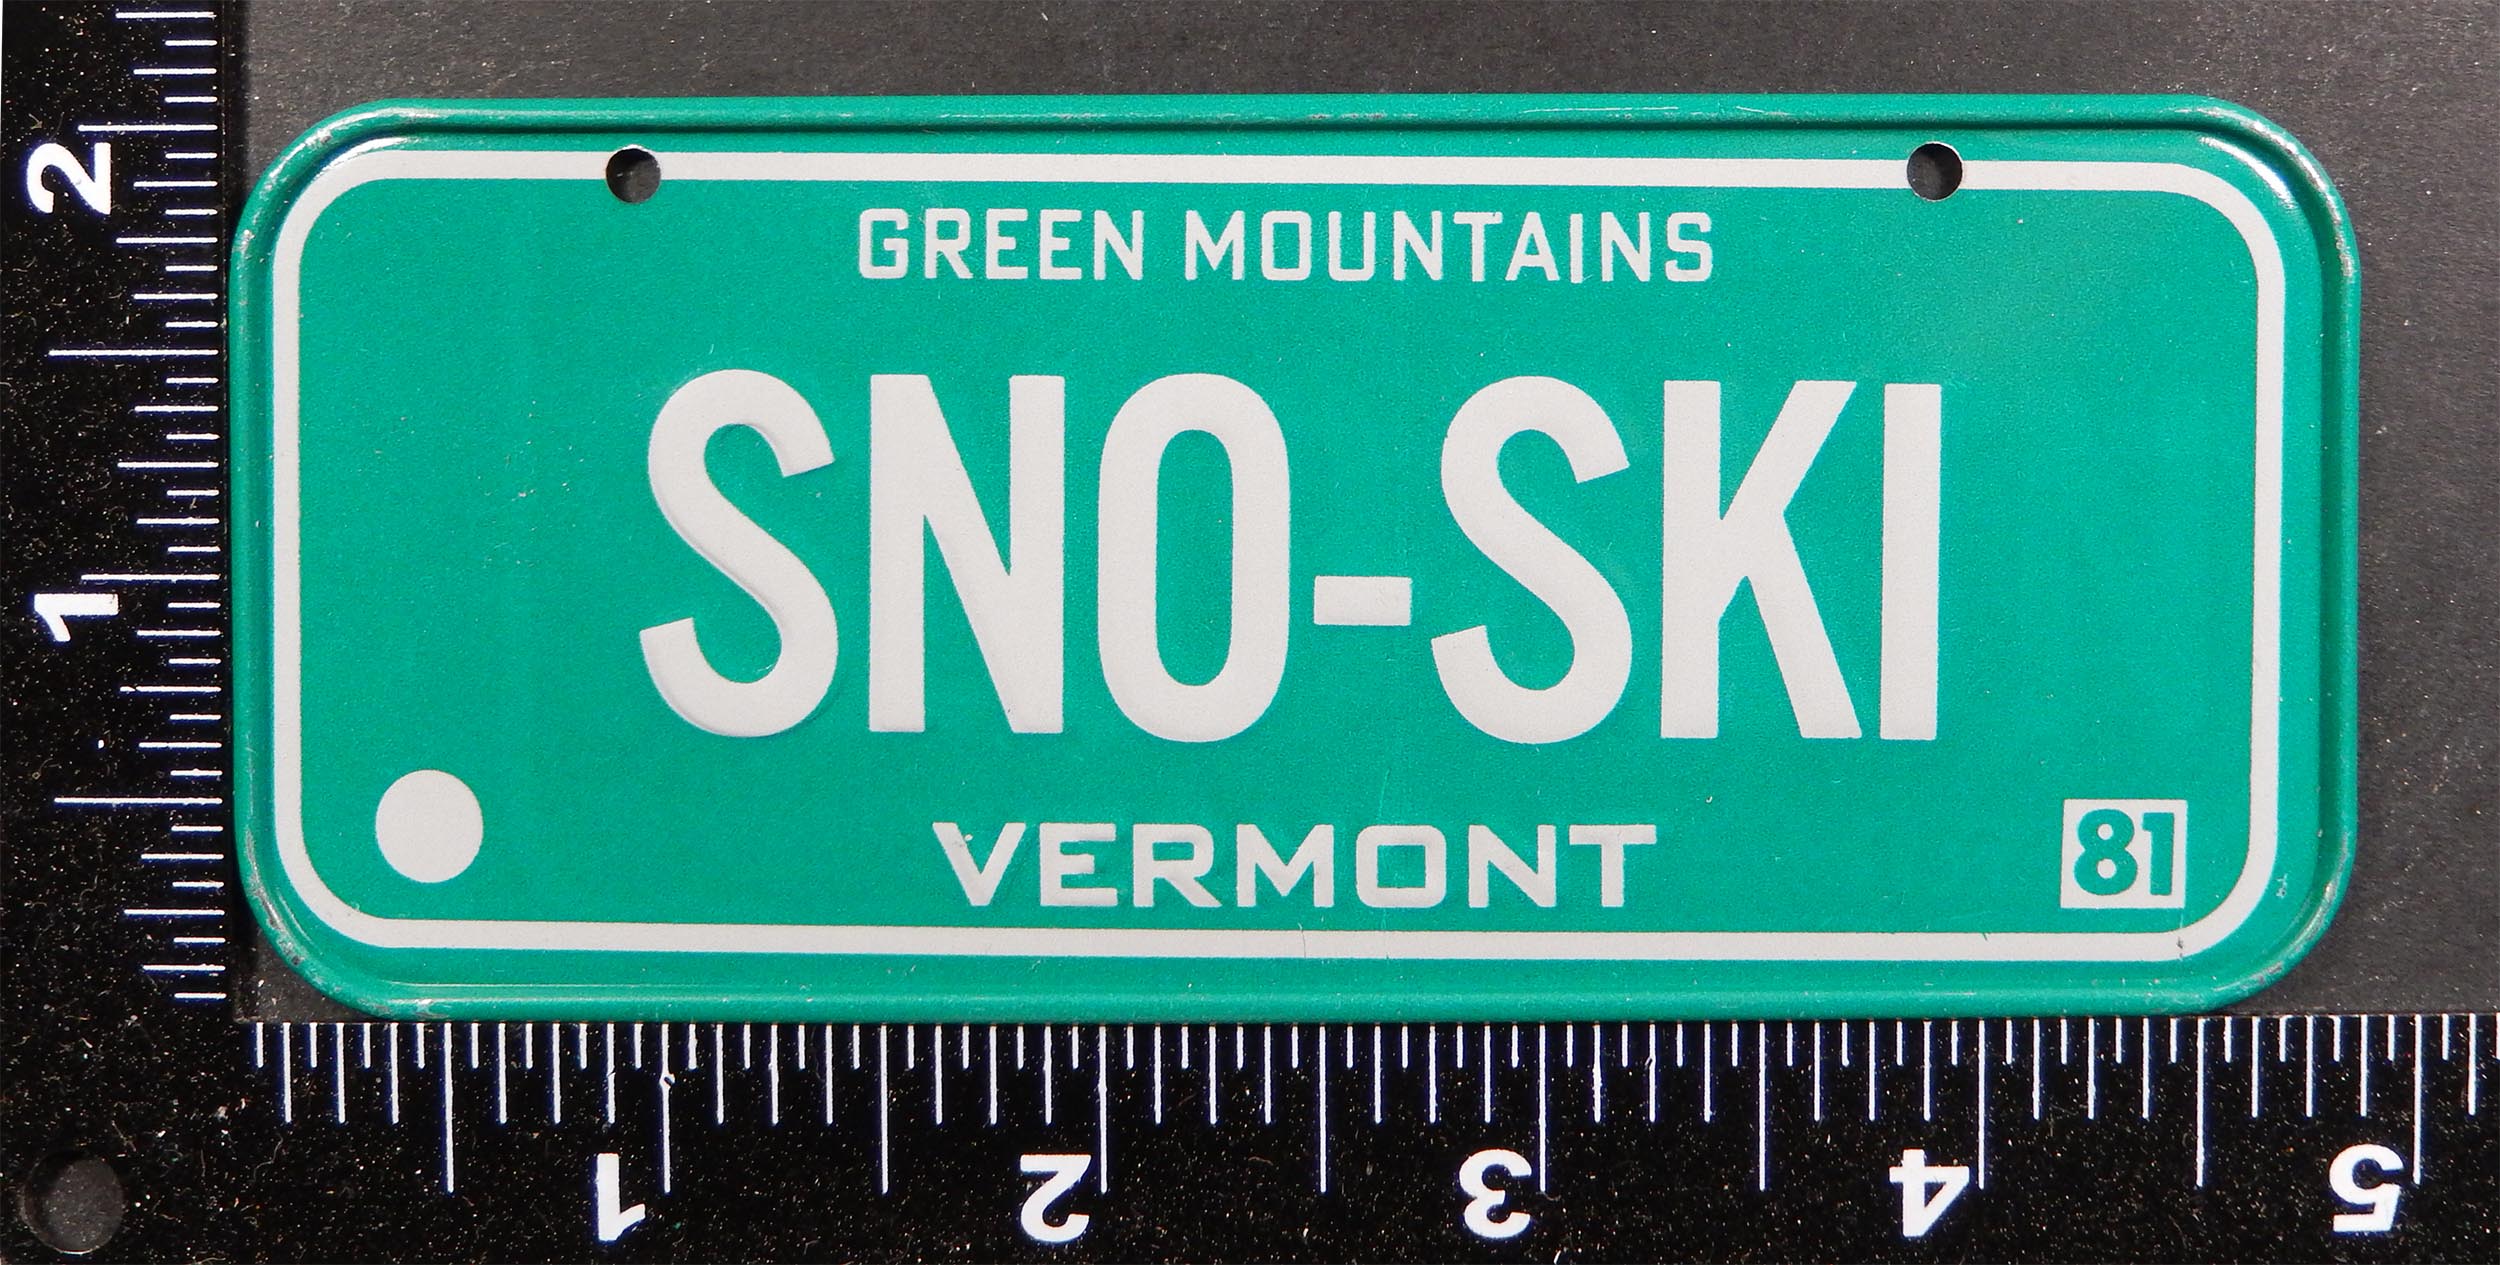 GREEN MOUNTAINS
SNO-SKI
VERMONT
81
2
1
1 2 3 4 5